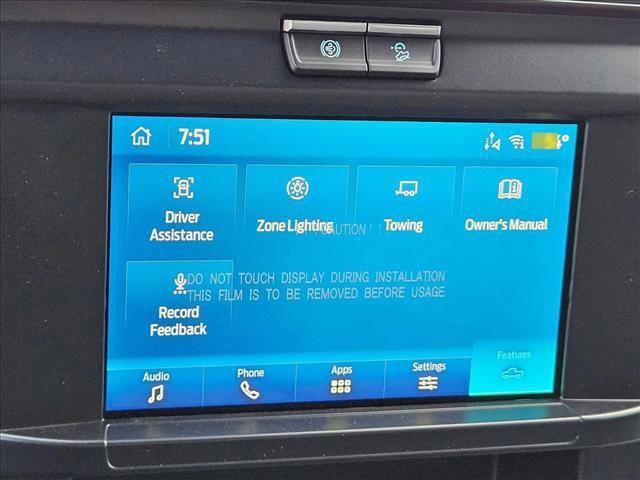 7:51
Driver
Assistance
Zone Lighting
Towing
Owner's Manual
! ! CAUTION ! !
DO NOT TOUCH DISPLAY DURING INSTALLATION
THIS FILM IS TO BE REMOVED BEFORE USAGE
Record
Feedback
Audio
Phone
Apps
Settings
Features